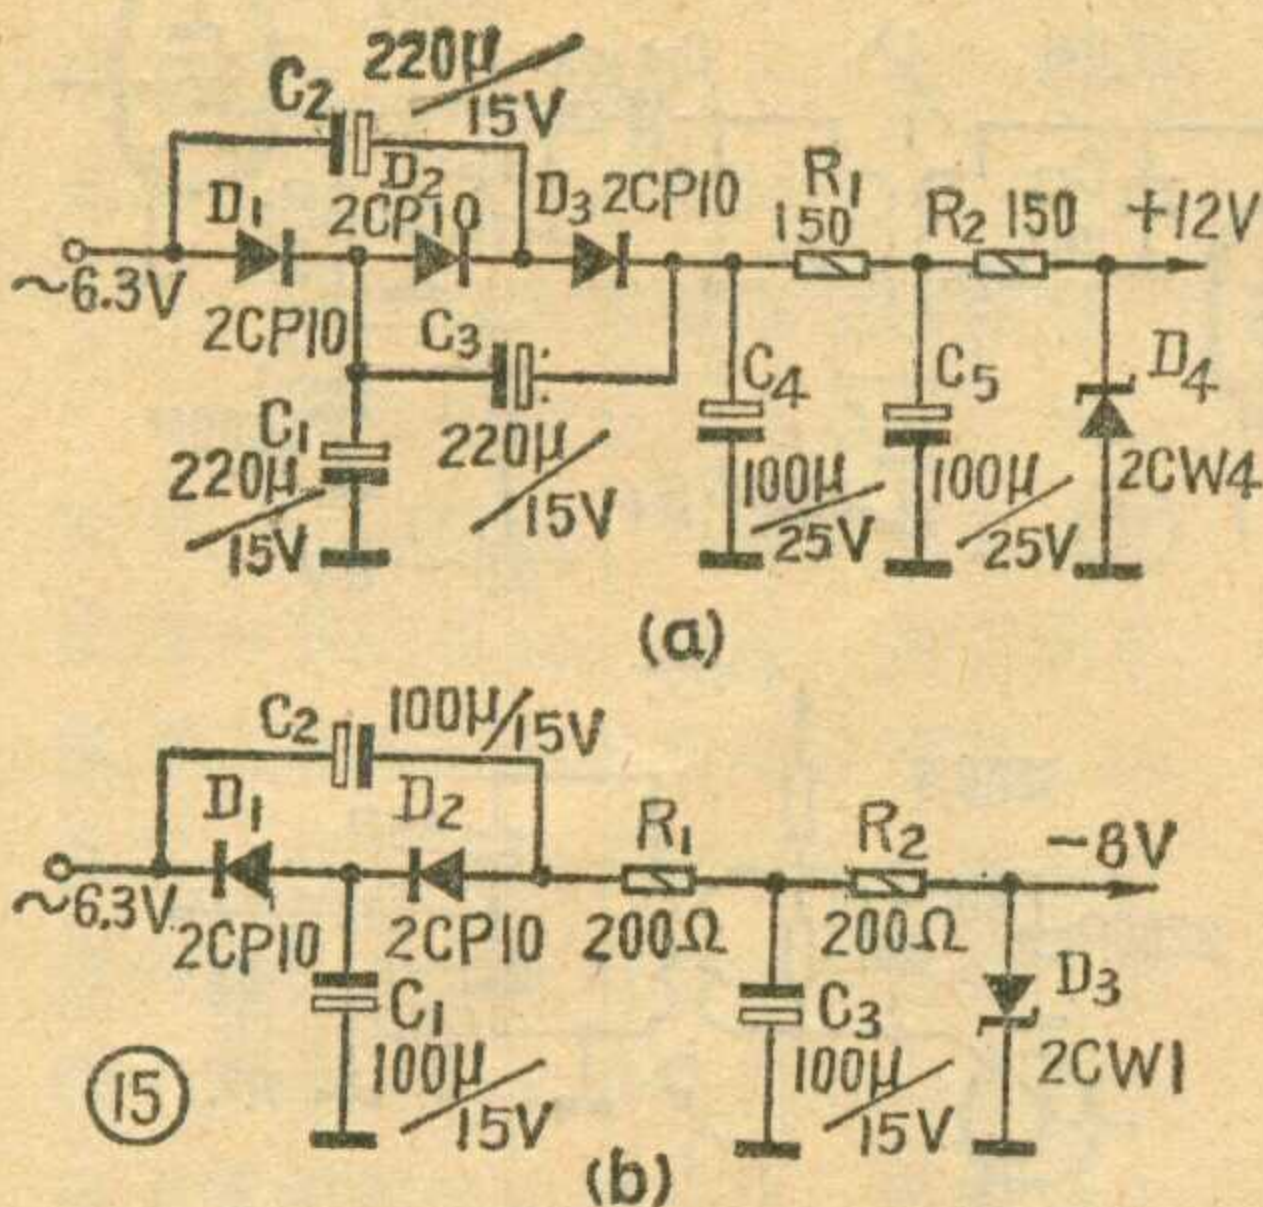 C2 220μ/15V
D1
D2
2CP10
D3 2CP10
R1
150
R2 150
+12V
~6.3V
2CP10
C3
220μ/15V
C1
220μ/15V
C4
100μ/25V
C5
100μ/25V
D4
2CW4
(a)
C2 100μ/15V
D1
D2
R1
R2
-8V
~6.3V
2CP10
2CP10
200Ω
200Ω
C1
100μ/15V
C3
100μ/15V
D3
2CW1
15
(b)